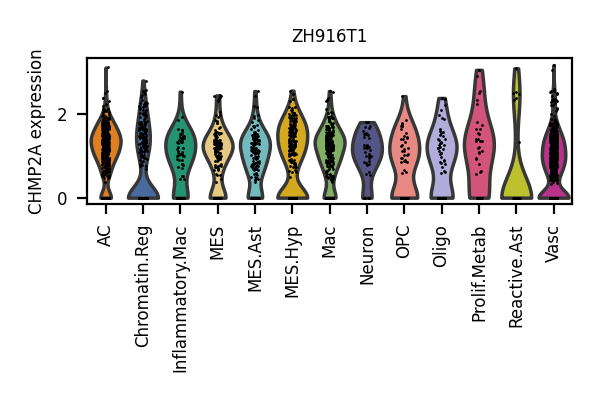 ZH916T1
CHMP2A expression
2
0
AC
Chromatin.Reg
Inflammatory.Mac
MES
MES.Ast
MES.Hyp
Mac
Neuron
OPC
Oligo
Prolif.Metab
Reactive.Ast
Vasc